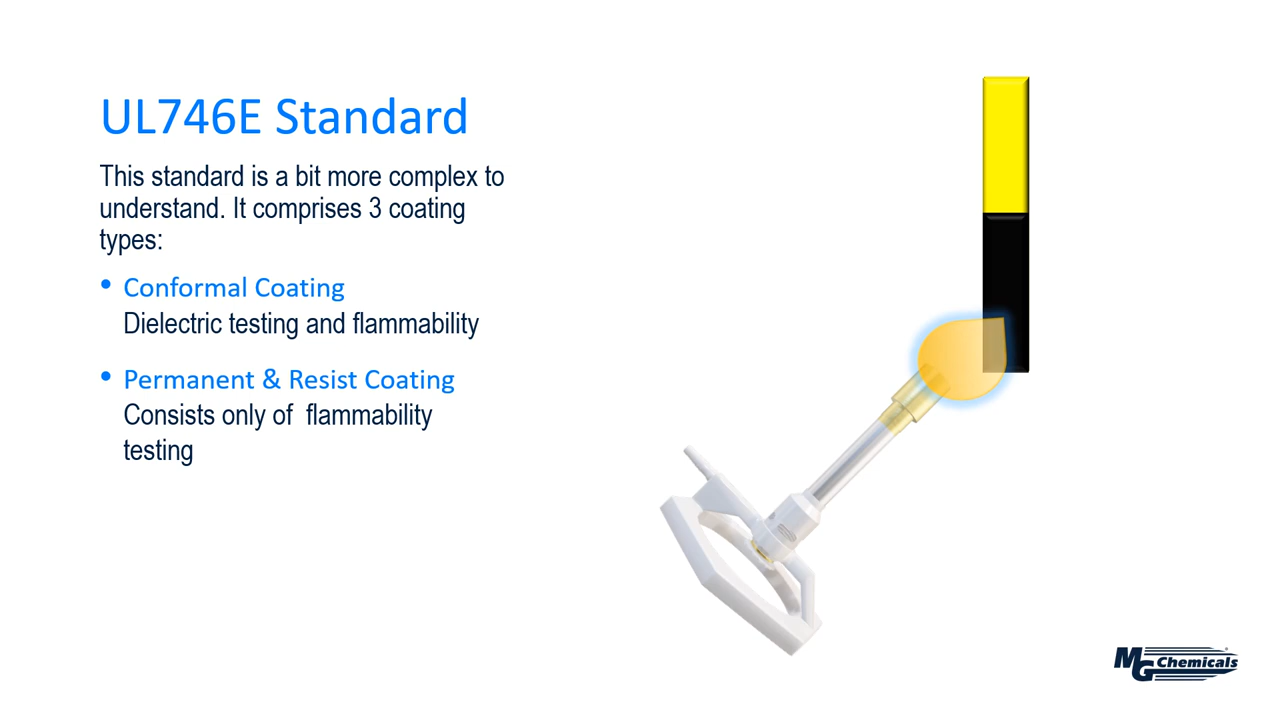 UL746E Standard
This standard is a bit more complex to
understand. It comprises 3 coating
types:
• Conformal Coating
Dielectric testing and flammability
• Permanent & Resist Coating
Consists only of flammability
testing
MG Chemicals